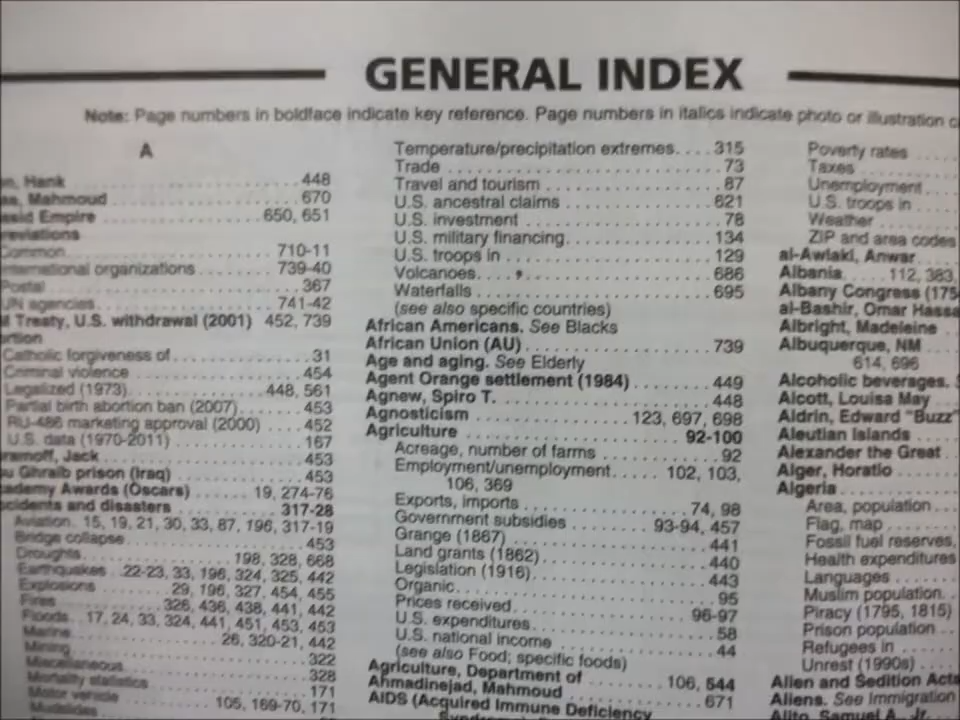 GENERAL INDEX
Note: Page numbers in boldface indicate key reference. Page numbers in italics indicate photo or illustration
A
Hank 448
Mahmoud 670
Empire 650, 651
Common 710-11
international organizations 739-40
Postal 367
UN agencies 741-42
Treaty, U.S. withdrawal (2001) 452, 739
Catholic forgiveness of 31
Criminal violence 454
Legalized (1973) 448, 561
Partial birth abortion ban (2007) 453
RU-486 marketing approval (2000) 452
U.S. data (1970-2011) 167
Jack 453
Ghraib prison (Iraq) 453
Awards (Oscars) 19, 274-76
and disasters 317-28
Aviation 15, 19, 21, 30, 33, 87, 196, 317-19
Bridge collapse 453
Droughts 198, 328, 668
Earthquakes 22-23, 33, 196, 324, 325, 442
Explosions 29, 196, 327, 454, 455
Fires 326, 436, 438, 441, 442
Floods 17, 24, 33, 324, 441, 451, 453, 453
Marine 26, 320-21, 442
Mining 322
Miscellaneous 328
Mortality statistics 171
Motor vehicle 105, 169-70, 171
Temperature/precipitation extremes 315
Trade 73
Travel and tourism 87
U.S. ancestral claims 621
U.S. investment 78
U.S. military financing 134
U.S. troops in 129
Volcanoes 686
Waterfalls 695
(see also specific countries)
African Americans. See Blacks
African Union (AU) 739
Age and aging. See Elderly
Agent Orange settlement (1984) 449
Agnew, Spiro T. 448
Agnosticism 123, 697, 698
Agriculture 92-100
Acreage, number of farms 92
Employment/unemployment 102, 103,
106, 369
Exports, imports 74, 98
Government subsidies 93-94, 457
Grange (1867) 441
Land grants (1862) 440
Legislation (1916) 443
Organic 95
Prices received 96-97
U.S. expenditures 58
U.S. national income 44
(see also Food; specific foods)
Agriculture, Department of 106, 544
Ahmadinejad, Mahmoud 671
AIDS (Acquired Immune Deficiency
Poverty rates
Taxes
Unemployment
U.S. troops in
Weather
ZIP and area codes
al-Awlaki, Anwar
Albania 112, 383,
Albany Congress (175
al-Bashir, Omar Hassa
Albright, Madeleine
Albuquerque, NM
614, 696
Alcoholic beverages.
Alcott, Louisa May
Aldrin, Edward "Buzz"
Aleutian Islands
Alexander the Great
Alger, Horatio
Algeria
Area, population
Flag, map
Fossil fuel reserves,
Health expenditures
Languages
Muslim population
Piracy (1795, 1815)
Prison population
Refugees in
Unrest (1990s)
Alien and Sedition Acts
Aliens. See Immigration
Alito, Samuel A., Jr.